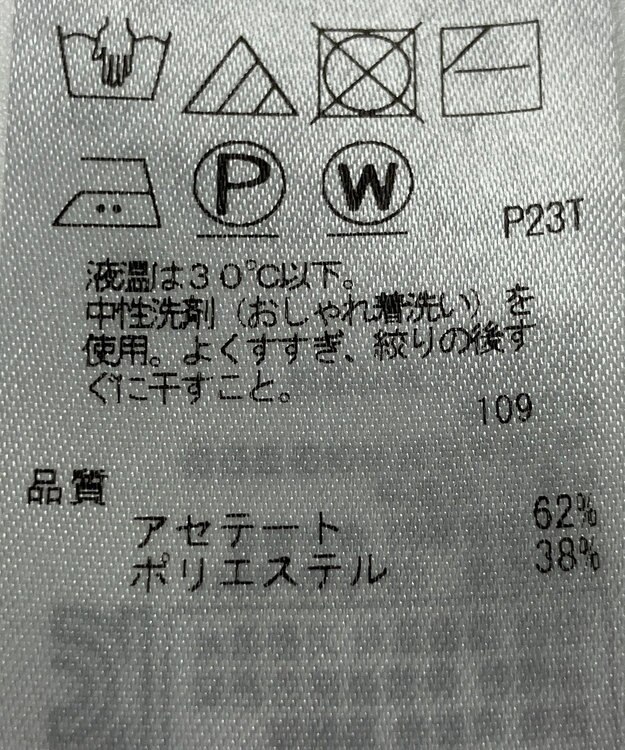 P W
P23T
液温は30℃以下。
中性洗剤(おしゃれ着洗い)を
使用。よくすすぎ、絞りの後す
ぐに干すこと。
109
品質
アセテート 62%
ポリエステル 38%